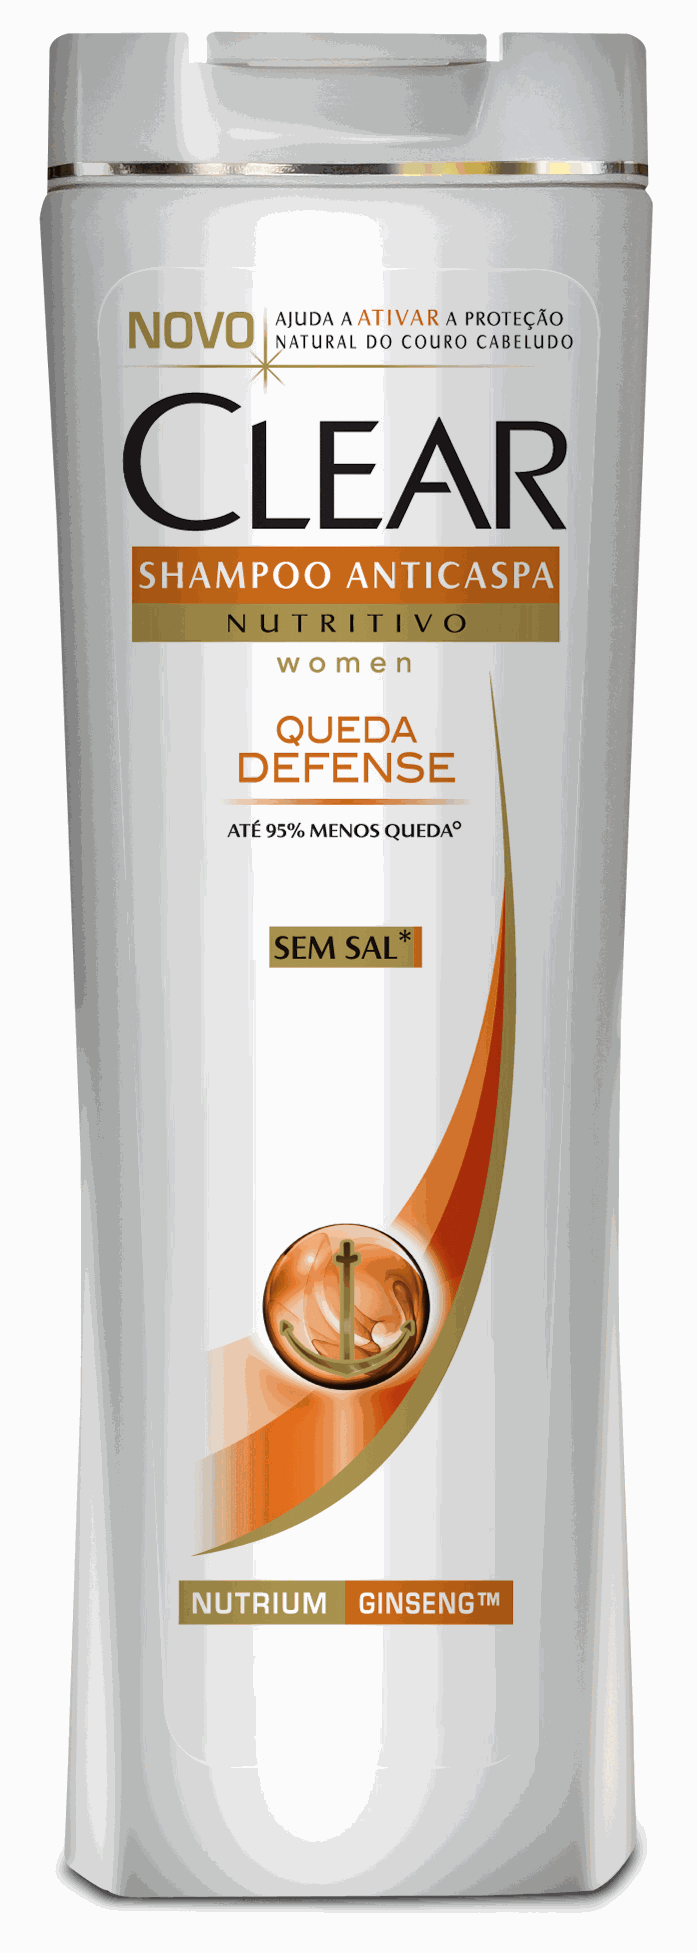 NOVO
AJUDA A ATIVAR A PROTEÇÃO
NATURAL DO COURO CABELUDO
CLEAR
SHAMPOO ANTICASPA
NUTRITIVO
women
QUEDA
DEFENSE
ATÉ 95% MENOS QUEDA°
SEM SAL*
NUTRIUM GINSENG™